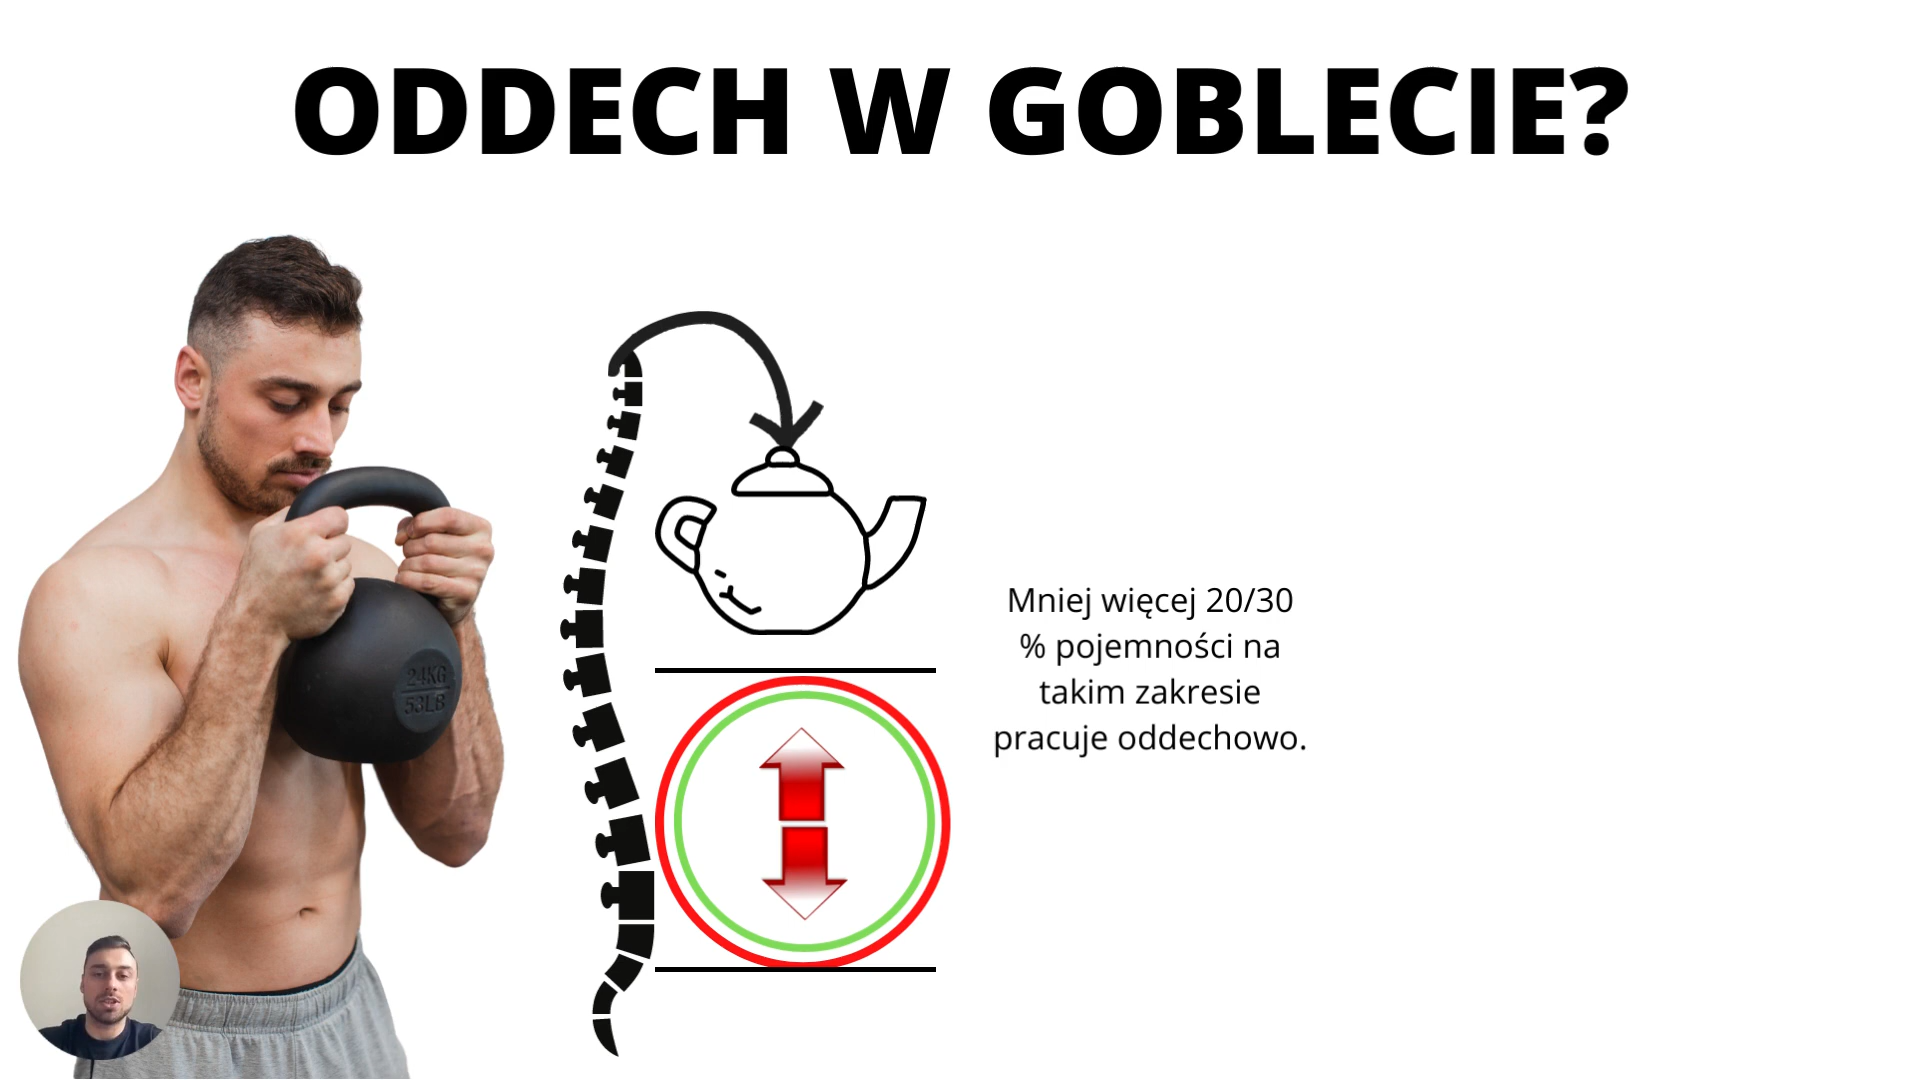 ODDECH W GOBLECIE?
24KG
53LB
Mniej więcej 20/30
% pojemności na
takim zakresie
pracuje oddechowo.